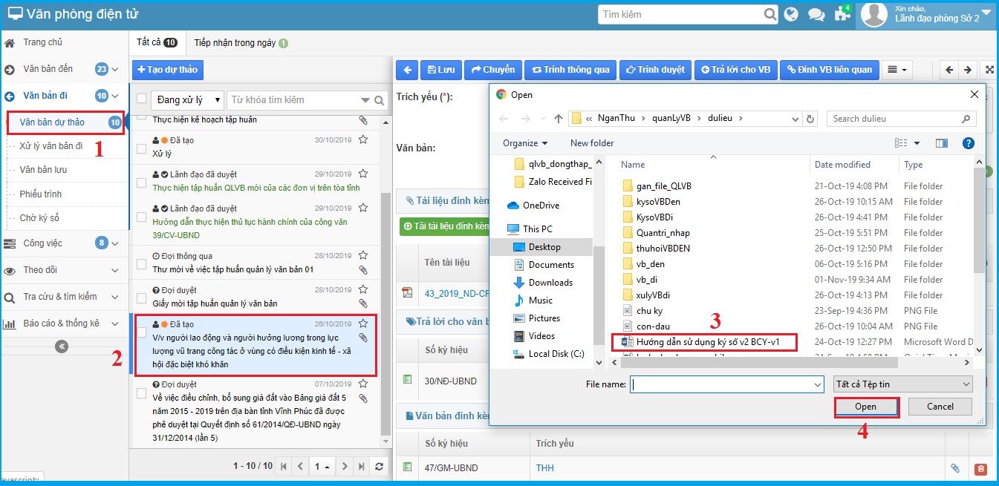 Văn phòng điện tử
Tìm kiếm
4
Xin chào,
Lãnh đạo phòng Sở 2
Trang chủ
Văn bản đến 23
Văn bản đi 10
Văn bản dự thảo 10
1
Xử lý văn bản đi
Văn bản lưu
Phiếu trình
Chờ ký số
Công việc 8
Theo dõi
Tra cứu & tìm kiếm
Báo cáo & thống kê
2
Tất cả 10
Tiếp nhận trong ngày 1
Tạo dự thảo
Đang xử lý
Từ khóa tìm kiếm
Thực hiện kế hoạch tập huấn
Đã tạo 30/10/2019
Xử lý
Lãnh đạo đã duyệt 29/10/2019
Thực hiện tập huấn QLVB mới của các đơn vị trên tòa tỉnh
Lãnh đạo đã duyệt 29/10/2019
Hướng dẫn thực hiện thủ tục hành chính của công văn
39/CV-UBND
Đợi thông qua 28/10/2019
Thư mời về việc tập huấn quản lý văn bản 01
Đợi duyệt 28/10/2019
Giấy mời tập huấn quản lý văn bản
Đã tạo 26/10/2019
V/v người lao động và người hưởng lương trong lực
lượng vũ trang công tác ở vùng có điều kiện kinh tế - xã
hội đặc biệt khó khăn
Đợi duyệt 07/10/2019
Về việc điều chỉnh, bổ sung giá đất vào Bảng giá đất 5
năm 2015 - 2019 trên địa bàn tỉnh Vĩnh Phúc đã được
phê duyệt tại Quyết định số 61/2014/QĐ-UBND ngày
31/12/2014 (lần 5)
1 - 10 / 10
1
Lưu
Chuyển
Trình thông qua
Trình duyệt
Trả lời cho VB
Đính VB liên quan
Trích yếu (*):
Văn bản:
Tài liệu đính kèm
Tải tài liệu đính kèm
Tên tài liệu
43_2019_ND-CP
Trả lời cho văn b
Số ký hiệu
30/NĐ-UBND
Văn bản đính kèm
Số ký hiệu
Trích yếu
47/GM-UBND
THH
Open
« NganThu › quanLyVB › dulieu ›
Search dulieu
Organize
New folder
?
qlvb_dongthap_
Zalo Received Fi
OneDrive
This PC
Desktop
Documents
Downloads
Music
Pictures
Videos
Local Disk (C:)
Name
Date modified
Type
gan_file_QLVB 21-Oct-19 4:08 PM File folder
kysoVBDen 26-Oct-19 10:15 AM File folder
KysoVBDi 26-Oct-19 4:41 PM File folder
Quantri_nhap 25-Oct-19 5:51 PM File folder
thuhoiVBDEN 26-Oct-19 12:50 PM File folder
vb_den 06-Oct-19 5:16 PM File folder
vb_di 01-Nov-19 9:34 AM File folder
xulyVBdi 26-Oct-19 4:13 PM File folder
chu ky 23-Sep-19 4:36 PM PNG File
con-dau 26-Oct-19 10:04 AM PNG File
3
Hướng dẫn sử dụng ký số v2 BCY-v1 24-Oct-19 12:27 PM Microsoft Word D
File name:
Tất cả Tệp tin
Open
Cancel
4